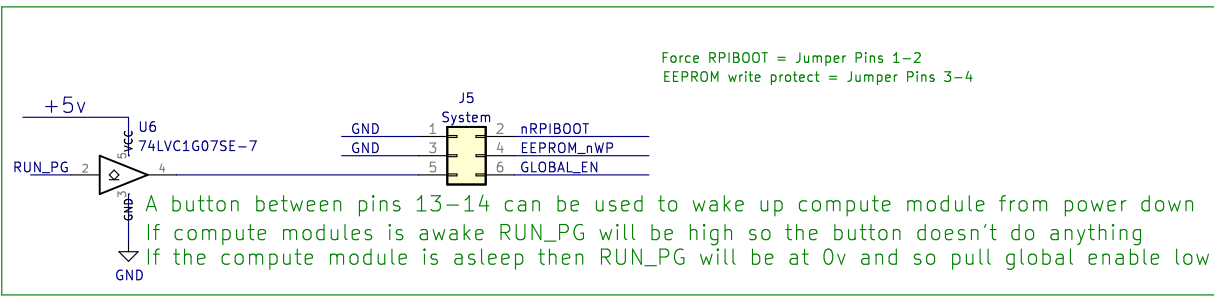 Force RPIBOOT = Jumper Pins 1-2
EEPROM write protect = Jumper Pins 3-4
J5
System
+5v
U6
74LVC1G07SE-7
VCC
5
GND
1
2
nRPIBOOT
GND
3
4
EEPROM_nWP
RUN_PG
2
4
5
6
GLOBAL_EN
3
GND
A button between pins 13-14 can be used to wake up compute module from power down
If compute modules is awake RUN_PG will be high so the button doesn't do anything
If the compute module is asleep then RUN_PG will be at 0v and so pull global enable low
GND